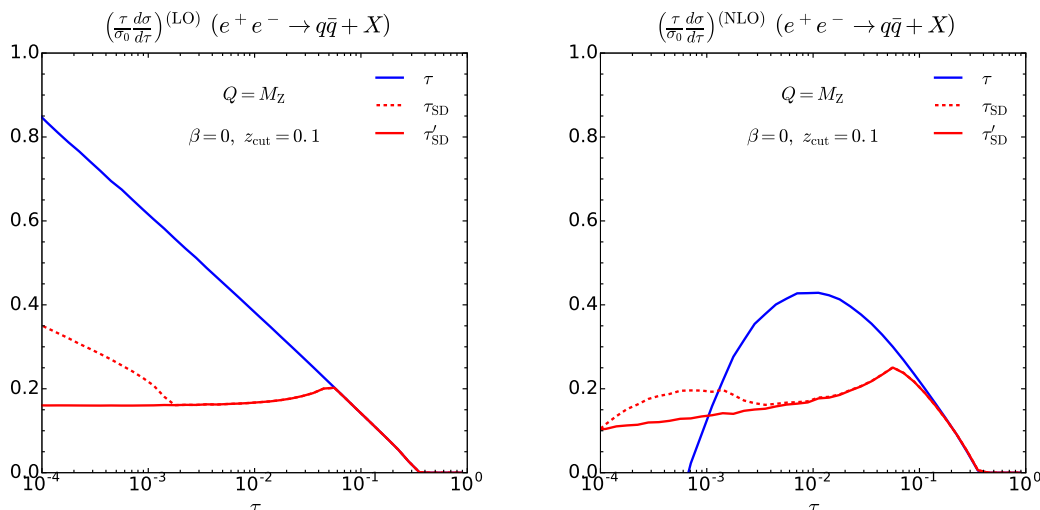 (τ/σ₀ dσ/dτ)^(LO) (e⁺e⁻ → qq̄ + X)
1.0
0.8
0.6
0.4
0.2
0.0
10⁻⁴
10⁻³
10⁻²
10⁻¹
10⁰
τ
Q = M_Z
β = 0, z_cut = 0.1
τ
τ_SD
τ′_SD
(τ/σ₀ dσ/dτ)^(NLO) (e⁺e⁻ → qq̄ + X)
1.0
0.8
0.6
0.4
0.2
0.0
10⁻⁴
10⁻³
10⁻²
10⁻¹
10⁰
τ
Q = M_Z
β = 0, z_cut = 0.1
τ
τ_SD
τ′_SD